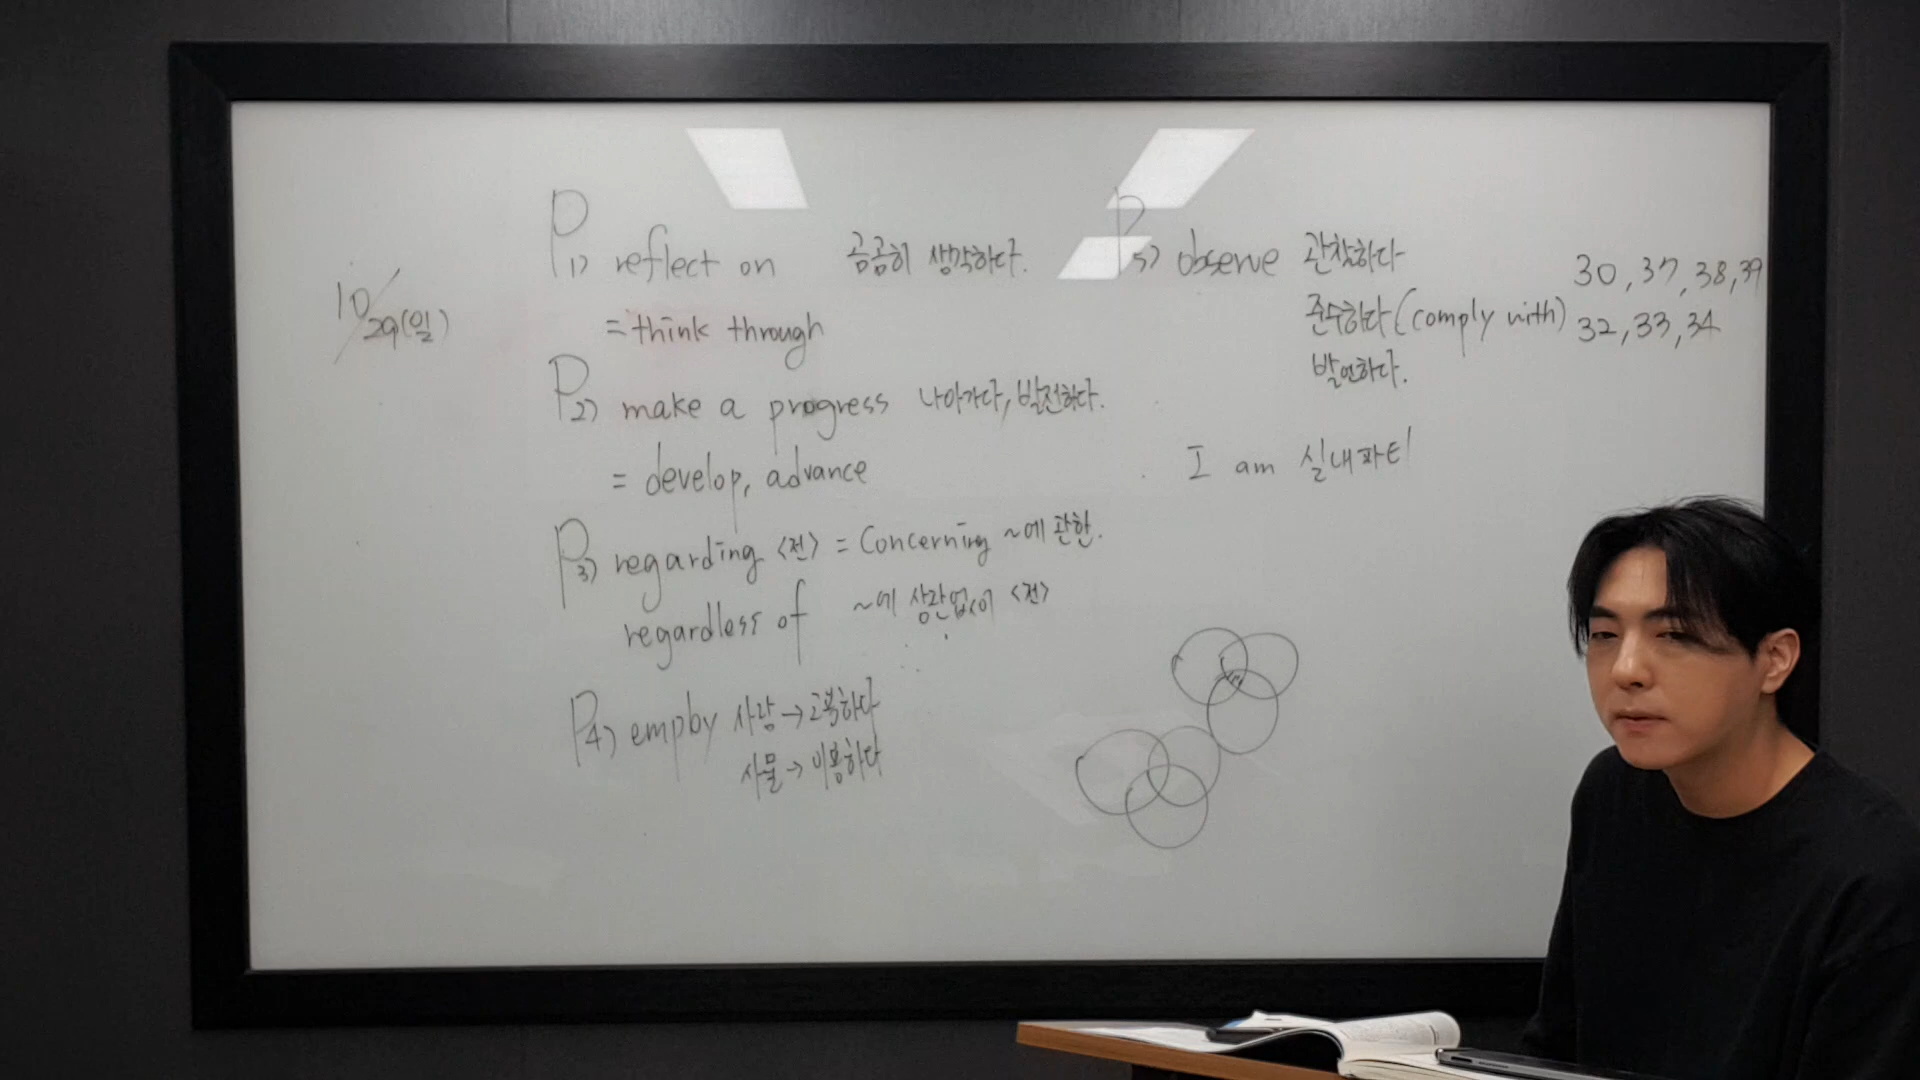 10/29(일)
P1) reflect on 곰곰히 생각하다.
= think through
P2) make a progress 나아가다, 발전하다.
= develop, advance
P3) regarding <전> = Concerning ~에 관한.
regardless of ~에 상관없이 <전>
P4) employ 사람 → 고복하다
사물 → 이용하다
P5) observe 관찰하다
준수하다 (comply with)
발언하다.
30, 37, 38, 39
32, 33, 34
I am 실내파티